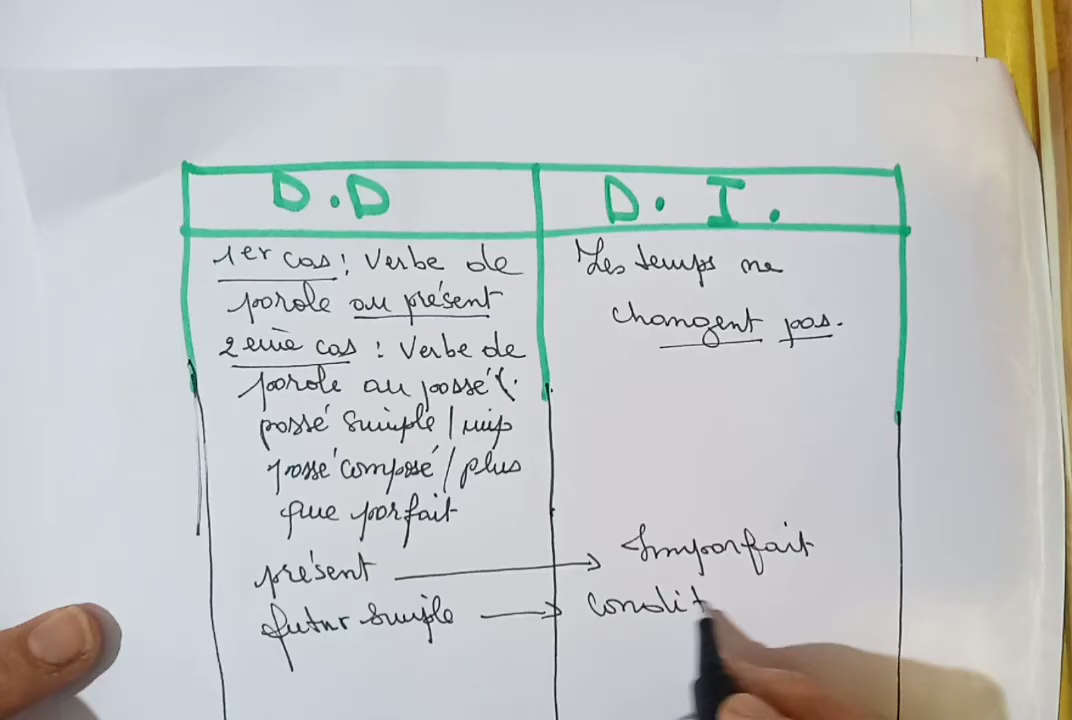 D.D
D. I.
1er cas : Verbe de
parole au présent
Les temps ne
changent pas.
2ème cas : Verbe de
parole au passé (.
passé simple / imp
passé composé / plus
que parfait
présent → Imparfait
futur simple → condit